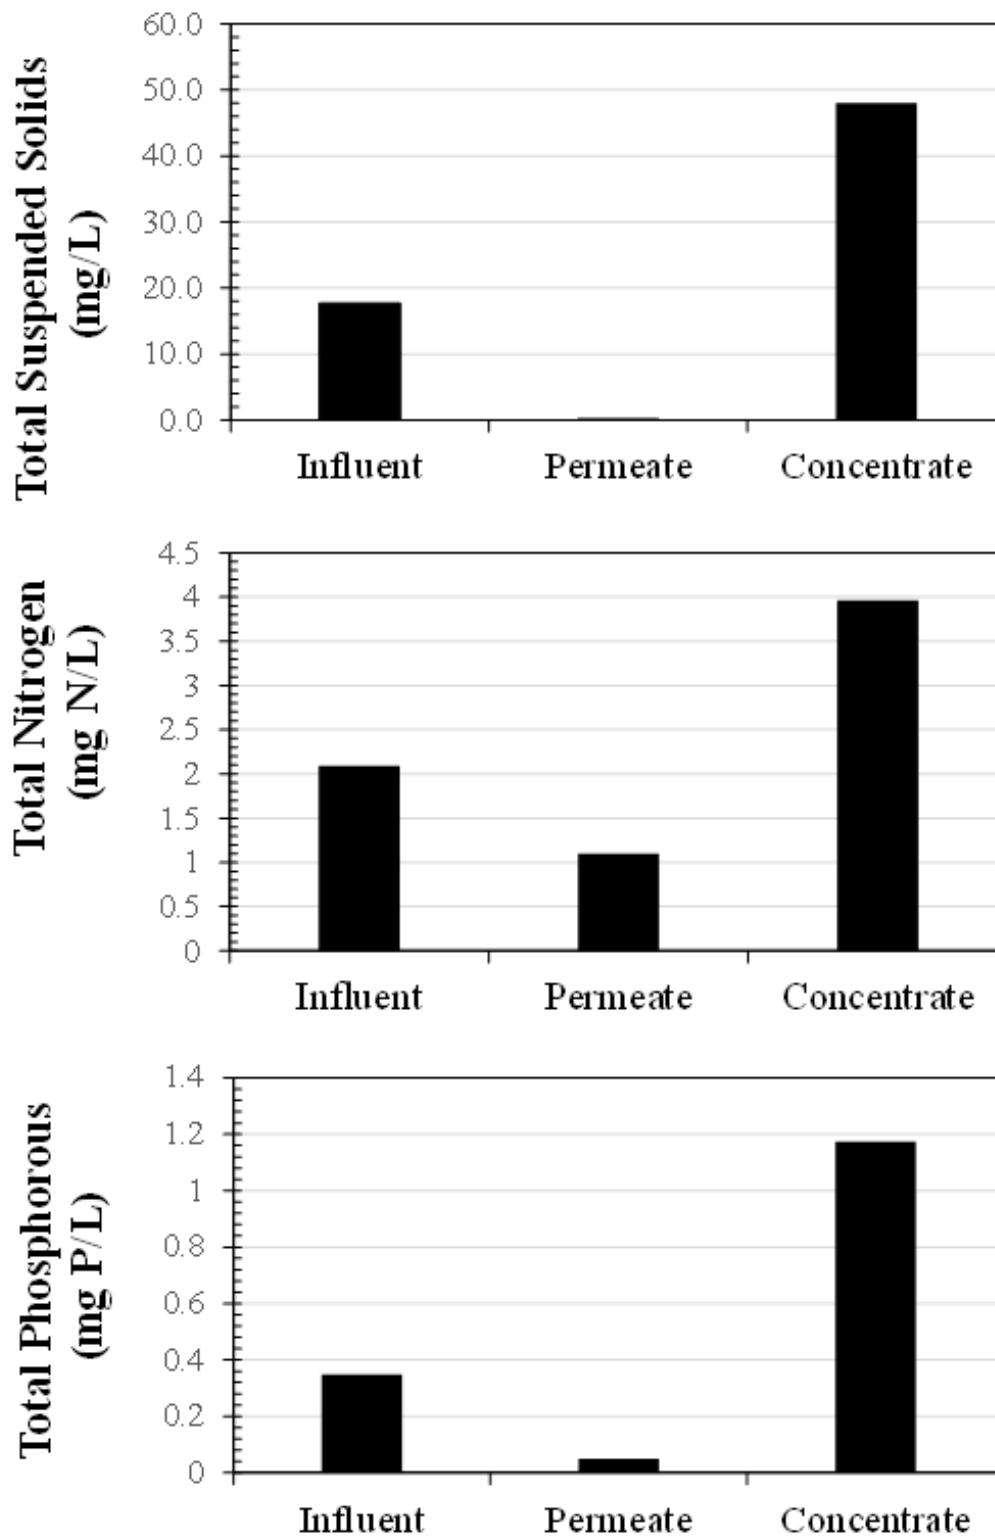 Total Suspended Solids
(mg/L)
60.0
50.0
40.0
30.0
20.0
10.0
0.0
Influent Permeate Concentrate
Total Nitrogen
(mg N/L)
4.5
4
3.5
3
2.5
2
1.5
1
0.5
0
Influent Permeate Concentrate
Total Phosphorous
(mg P/L)
1.4
1.2
1
0.8
0.6
0.4
0.2
0
Influent Permeate Concentrate